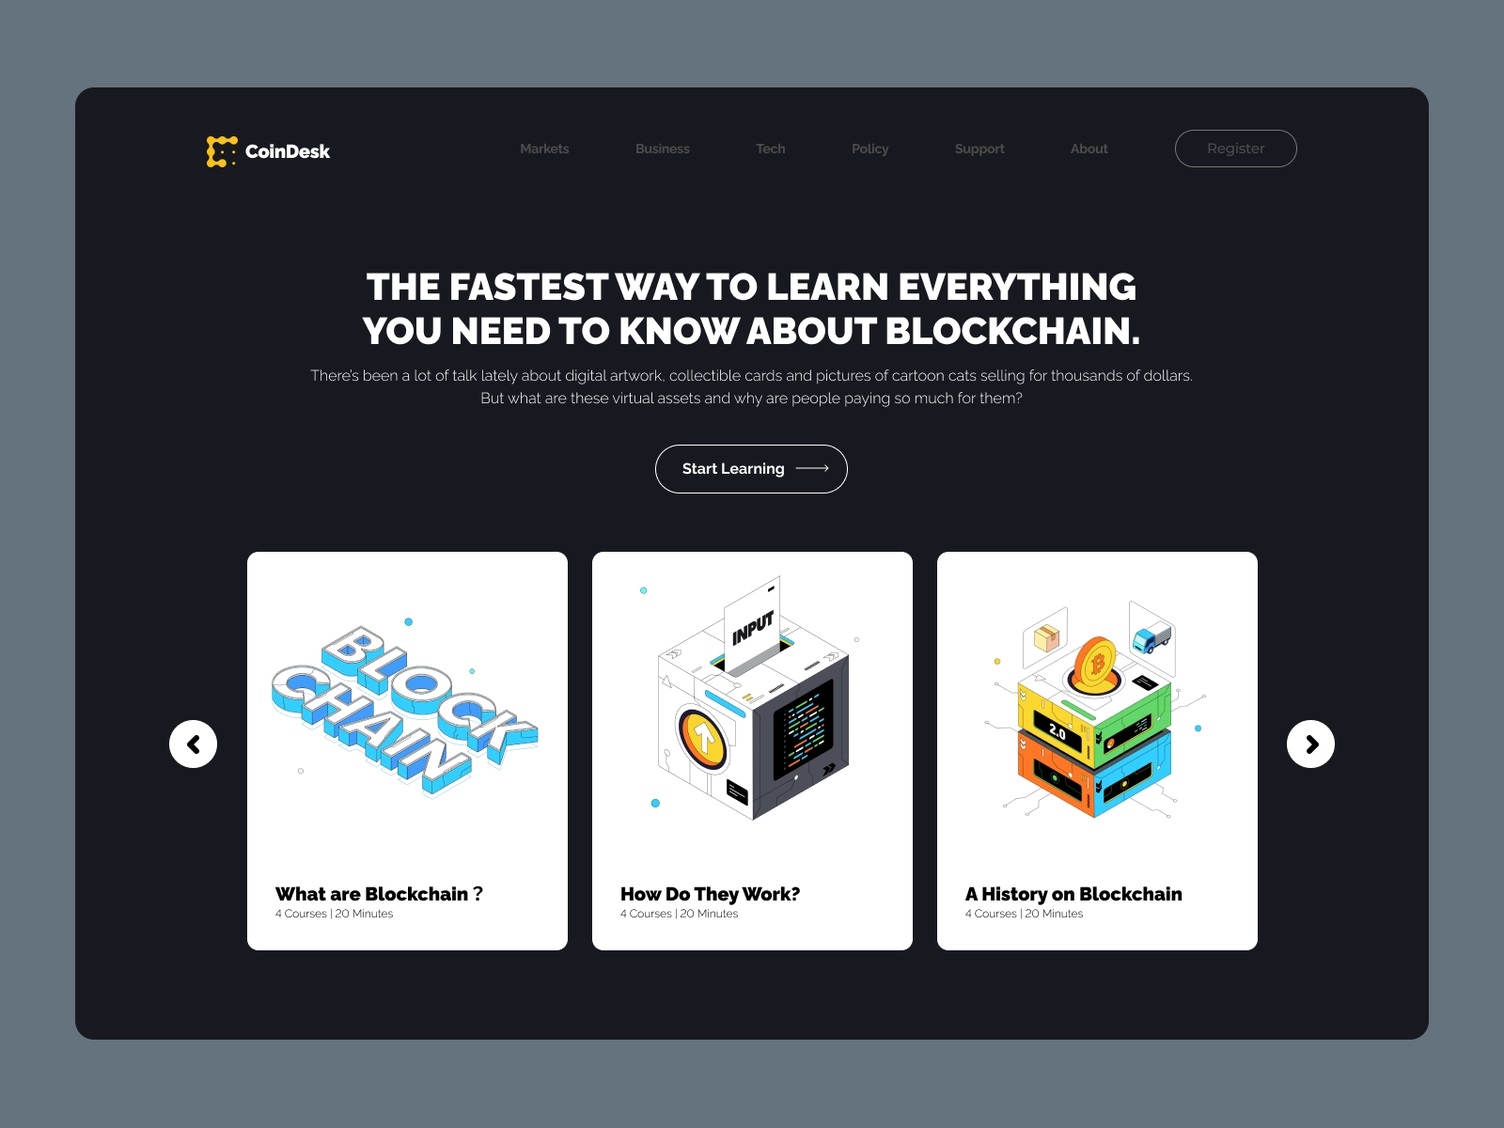 CoinDesk
Markets
Business
Tech
Policy
Support
About
Register
THE FASTEST WAY TO LEARN EVERYTHING
YOU NEED TO KNOW ABOUT BLOCKCHAIN.
There's been a lot of talk lately about digital artwork, collectible cards and pictures of cartoon cats selling for thousands of dollars.
But what are these virtual assets and why are people paying so much for them?
Start Learning
BLOCK
CHAIN
What are Blockchain ?
4 Courses | 20 Minutes
INPUT
How Do They Work?
4 Courses | 20 Minutes
2.0
A History on Blockchain
4 Courses | 20 Minutes